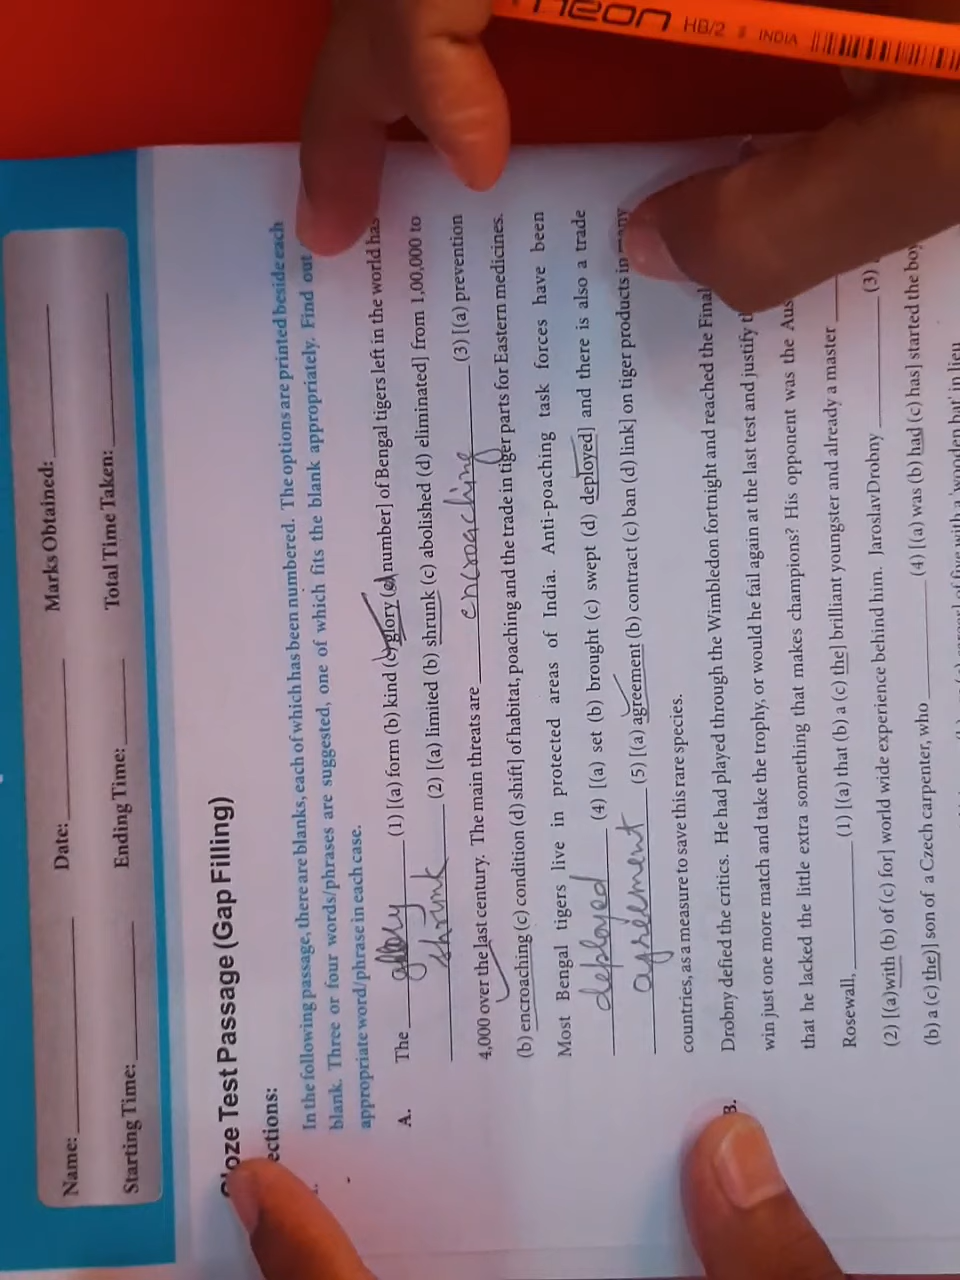 neon HB/2 INDIA
Name: Date: Marks Obtained:
Starting Time: Ending Time: Total Time Taken:
Cloze Test Passage (Gap Filling)
ections:
In the following passage, there are blanks, each of which has been numbered. The options are printed beside each
blank. Three or four words/phrases are suggested, one of which fits the blank appropriately. Find out
appropriate word/phrase in each case.
A. The glory (1) [(a) form (b) kind (c) glory (d) number] of Bengal tigers left in the world has
shrunk (2) [(a) limited (b) shrunk (c) abolished (d) eliminated] from 1,00,000 to
4,000 over the last century. The main threats are encroaching (3) [(a) prevention
(b) encroaching (c) condition (d) shift] of habitat, poaching and the trade in tiger parts for Eastern medicines.
Most Bengal tigers live in protected areas of India. Anti-poaching task forces have been
deployed (4) [(a) set (b) brought (c) swept (d) deployed] and there is also a trade
agreement (5) [(a) agreement (b) contract (c) ban (d) link] on tiger products in many
countries, as a measure to save this rare species.
B. Drobny defied the critics. He had played through the Wimbledon fortnight and reached the Final
win just one more match and take the trophy, or would he fail again at the last test and justify
that he lacked the little extra something that makes champions? His opponent was the Aus
Rosewall, (1) [(a) that (b) a (c) the] brilliant youngster and already a master
(2) [(a) with (b) of (c) for] world wide experience behind him. Jaroslav Drobny (3)
(b) a (c) the] son of a Czech carpenter, who (4) [(a) was (b) had (c) has] started the boy
of five with a 'wooden bat' in lieu